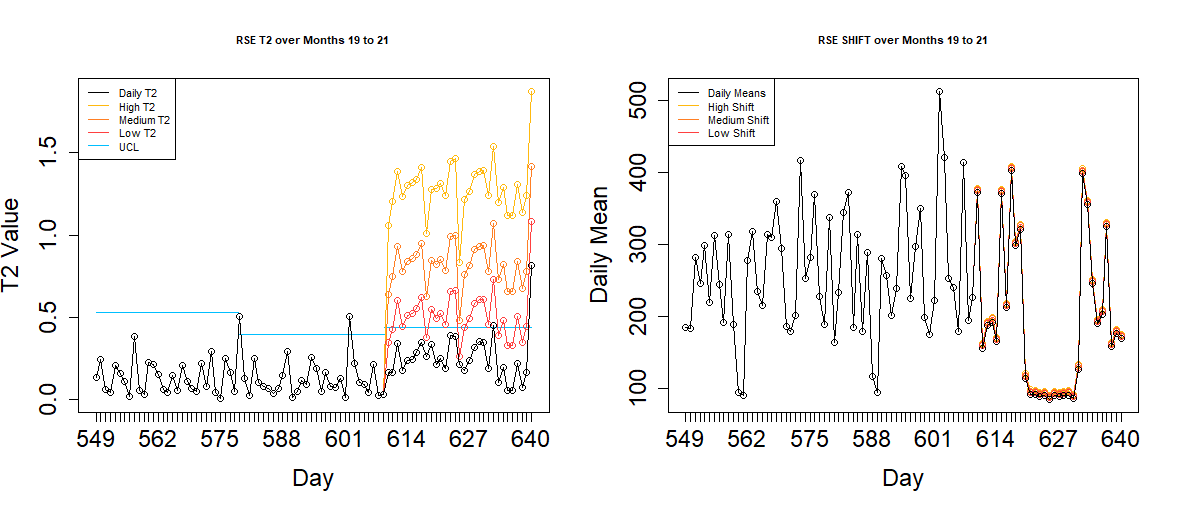 RSE T2 over Months 19 to 21
Daily T2
High T2
Medium T2
Low T2
UCL
T2 Value
0.0
0.5
1.0
1.5
549 562 575 588 601 614 627 640
Day
RSE SHIFT over Months 19 to 21
Daily Means
High Shift
Medium Shift
Low Shift
Daily Mean
100
200
300
400
500
549 562 575 588 601 614 627 640
Day